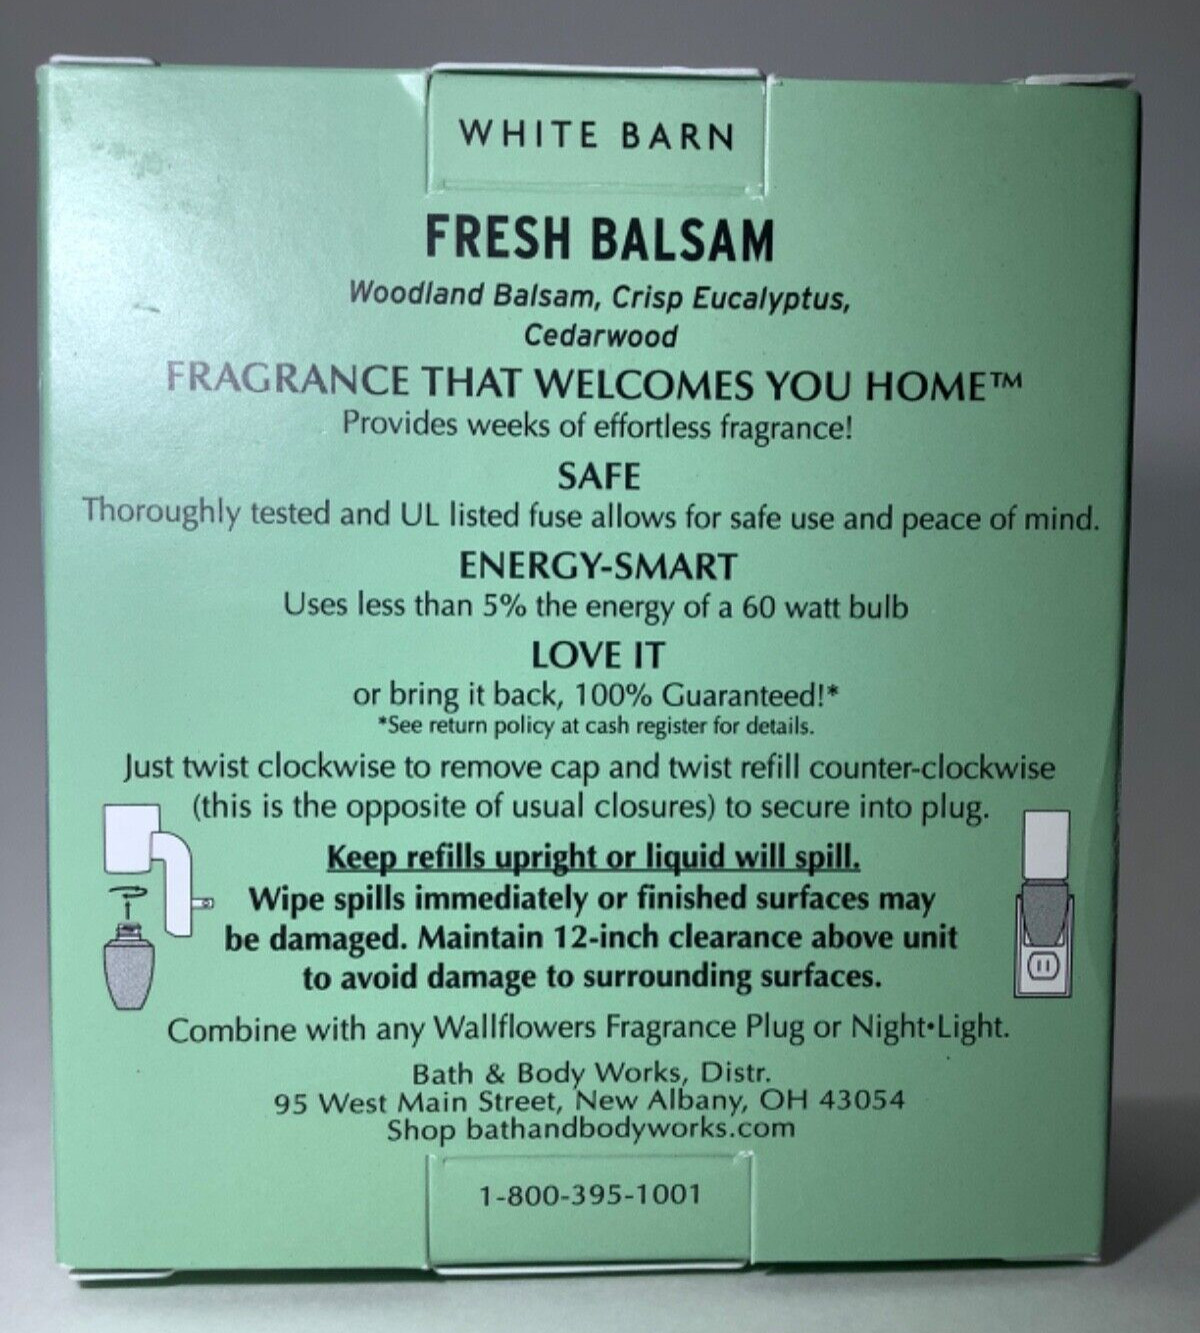 WHITE BARN
FRESH BALSAM
Woodland Balsam, Crisp Eucalyptus,
Cedarwood
FRAGRANCE THAT WELCOMES YOU HOME™
Provides weeks of effortless fragrance!
SAFE
Thoroughly tested and UL listed fuse allows for safe use and peace of mind.
ENERGY-SMART
Uses less than 5% the energy of a 60 watt bulb
LOVE IT
or bring it back, 100% Guaranteed!*
*See return policy at cash register for details.
Just twist clockwise to remove cap and twist refill counter-clockwise
(this is the opposite of usual closures) to secure into plug.
Keep refills upright or liquid will spill.
Wipe spills immediately or finished surfaces may
be damaged. Maintain 12-inch clearance above unit
to avoid damage to surrounding surfaces.
Combine with any Wallflowers Fragrance Plug or Night•Light.
Bath & Body Works, Distr.
95 West Main Street, New Albany, OH 43054
Shop bathandbodyworks.com
1-800-395-1001